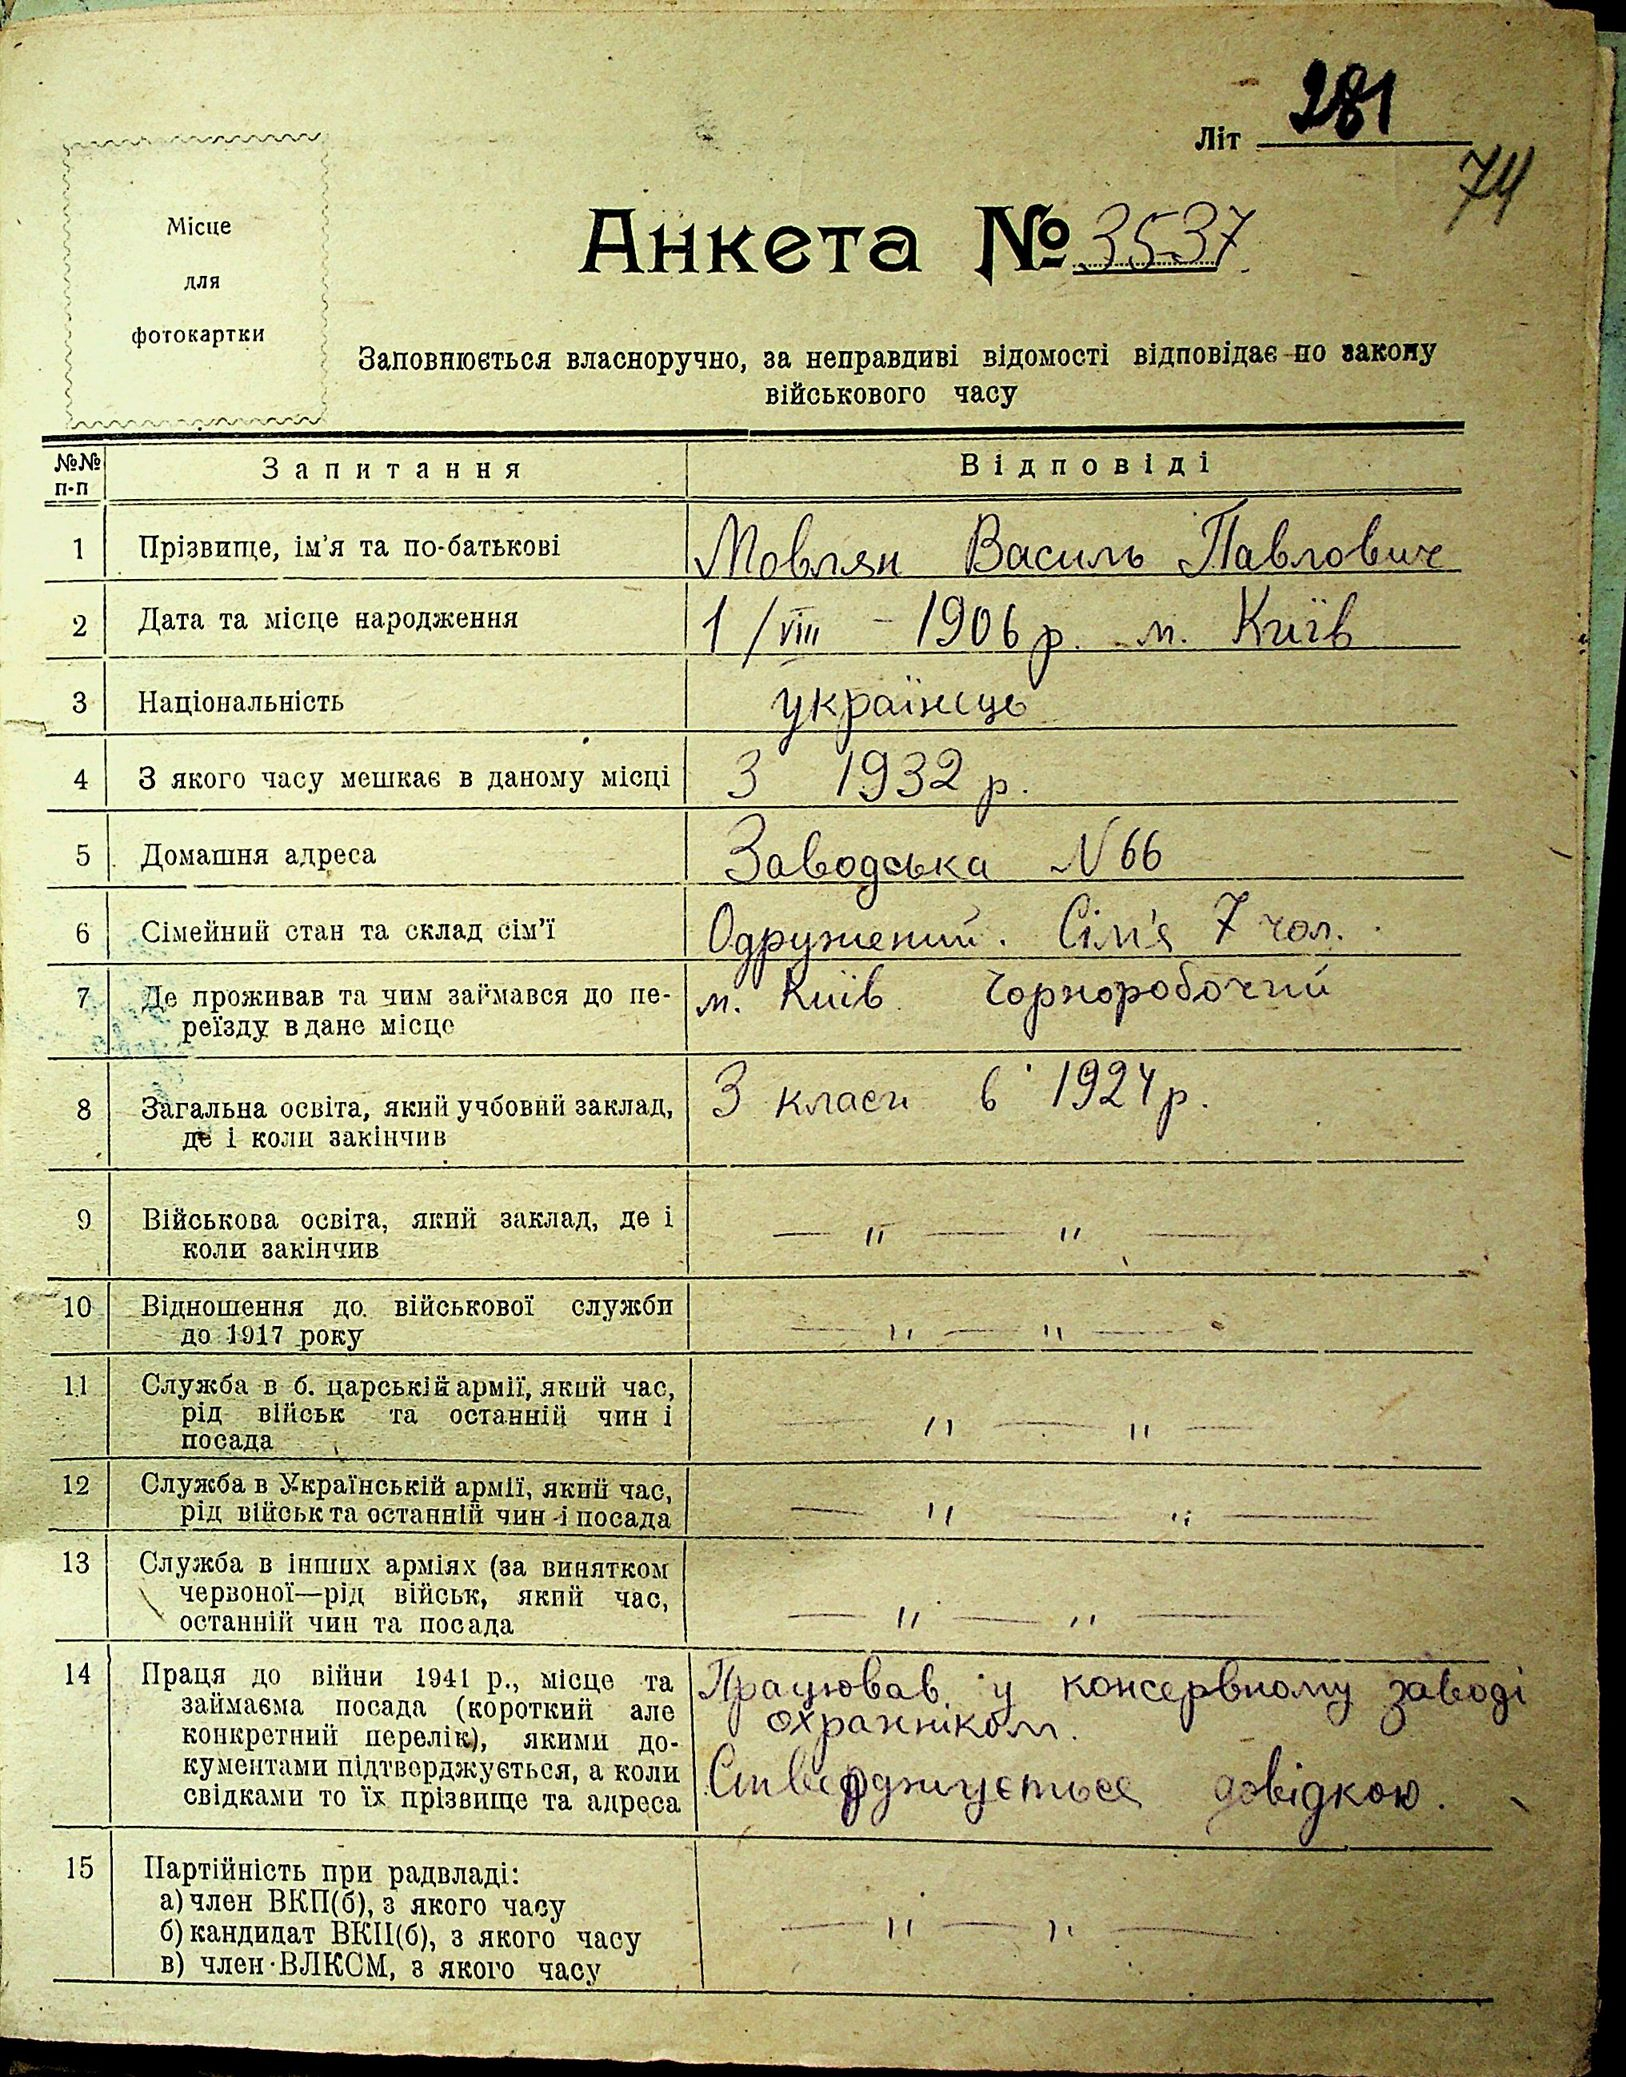 281
Літ
74
Місце
для
фотокартки
Анкета № 3537
Заповнюється власноручно, за неправдиві відомості відповідає по закону
військового часу
№№ п-п Запитання Відповіді
1 Прізвище, ім'я та по-батькові Мовлян Василь Павлович
2 Дата та місце народження 1/VIII – 1906 р. м. Київ
3 Національність українець
4 З якого часу мешкає в даному місці З 1932 р.
5 Домашня адреса Заводська N 66
6 Сімейний стан та склад сім'ї Одружений. Сім'я 7 чол.
7 Де проживав та чим займався до пе- м. Київ Чорноробочий
реїзду в дане місце
8 Загальна освіта, який учбовий заклад, 3 класи в 1924 р.
де і коли закінчив
9 Військова освіта, який заклад, де і — " — " —
коли закінчив
10 Відношення до військової служби — " — " —
до 1917 року
11 Служба в б. царській армії, який час,
рід військ та останній чин і — " — " —
посада
12 Служба в Українській армії, який час,
рід військ та останній чин і посада — " — " —
13 Служба в інших арміях (за винятком
червоної—рід військ, який час,
останній чин та посада — " — " —
14 Праця до війни 1941 р., місце та Працював у консервному заводі
займаєма посада (короткий але охранніком.
конкретний перелік), якими до-
кументами підтверджується, а коли Стверджується довідкою.
свідками то їх прізвище та адреса
15 Партійність при радвладі:
а) член ВКП(б), з якого часу
б) кандидат ВКП(б), з якого часу — " — " —
в) член ВЛКСМ, з якого часу